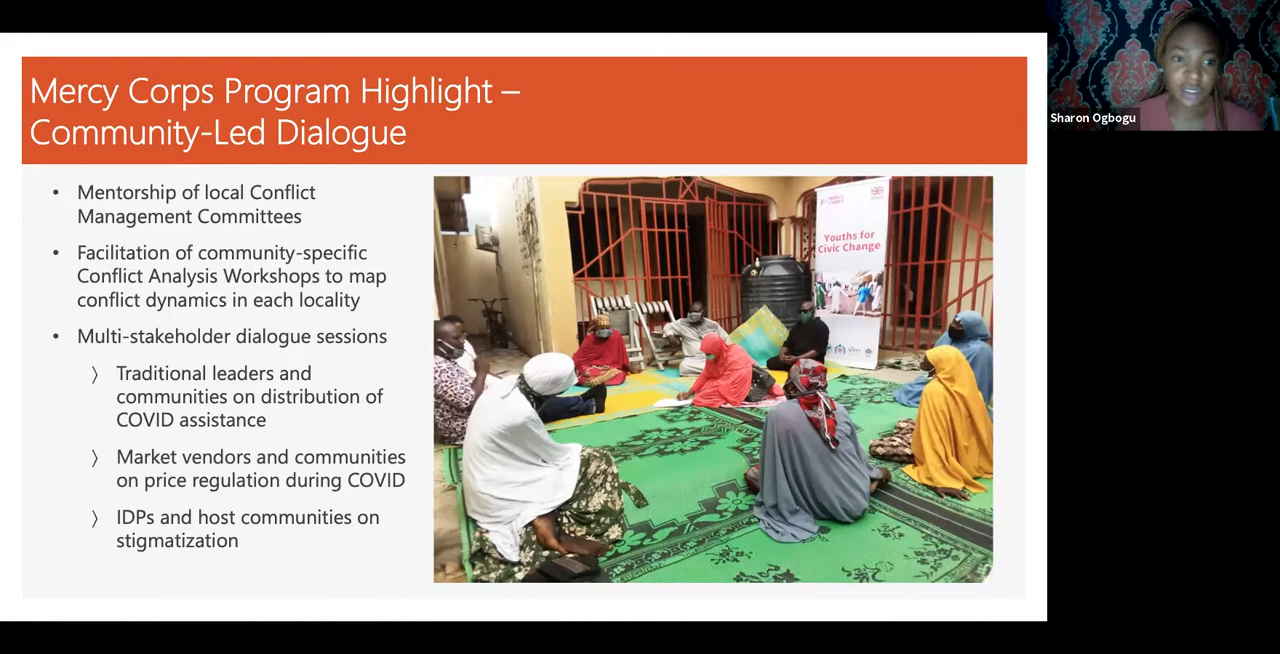 Mercy Corps Program Highlight –
Community-Led Dialogue
• Mentorship of local Conflict
Management Committees
• Facilitation of community-specific
Conflict Analysis Workshops to map
conflict dynamics in each locality
• Multi-stakeholder dialogue sessions
〉 Traditional leaders and
communities on distribution of
COVID assistance
〉 Market vendors and communities
on price regulation during COVID
〉 IDPs and host communities on
stigmatization
MERCY
CORPS
Youths for
Civic Change
Sharon Ogbogu